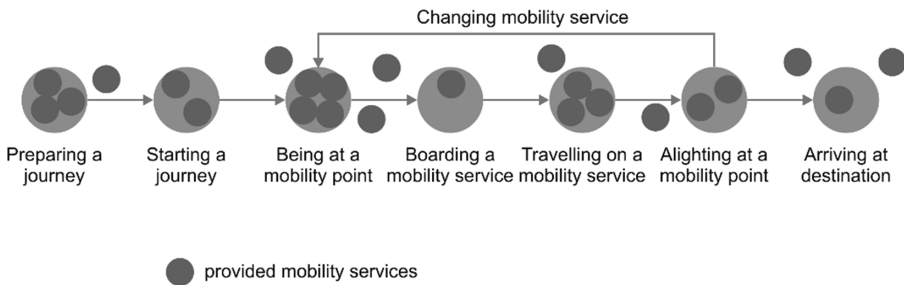 Changing mobility service
Preparing a
journey
Starting a
journey
Being at a
mobility point
Boarding a
mobility service
Travelling on a
mobility service
Alighting at a
mobility point
Arriving at
destination
provided mobility services